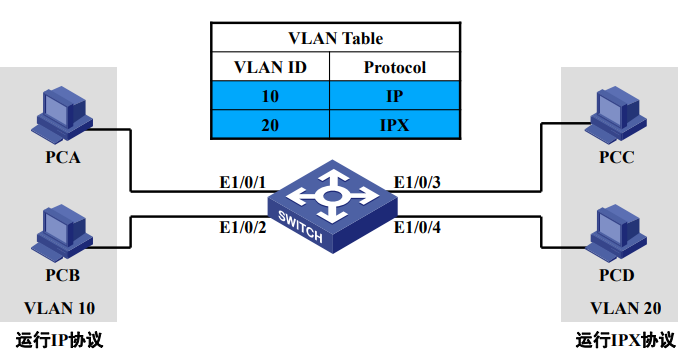 VLAN Table
VLAN ID Protocol
10 IP
20 IPX
PCA
PCC
E1/0/1
E1/0/3
SWITCH
E1/0/2
E1/0/4
PCB
PCD
VLAN 10
VLAN 20
运行IP协议
运行IPX协议